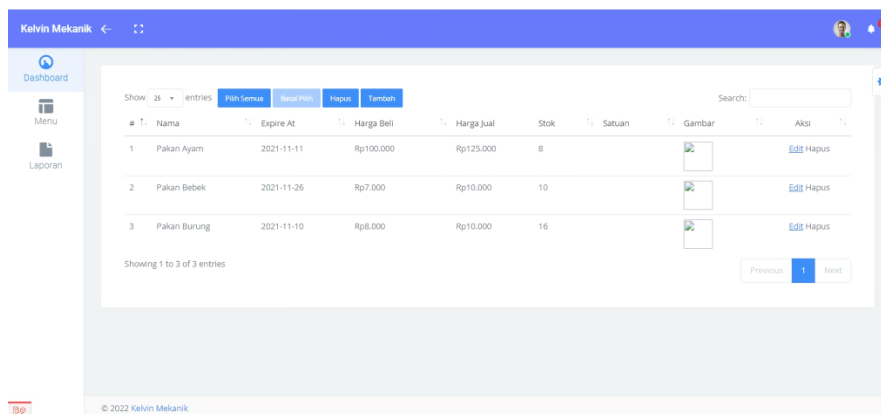 Kelvin Mekanik
Dashboard
Menu
Laporan
Show 25 entries Pilih Semua Batal Pilih Hapus Tambah Search:
# Nama Expire At Harga Beli Harga Jual Stok Satuan Gambar Aksi
1 Pakan Ayam 2021-11-11 Rp100.000 Rp125.000 8 Edit Hapus
2 Pakan Bebek 2021-11-26 Rp7.000 Rp10.000 10 Edit Hapus
3 Pakan Burung 2021-11-10 Rp8.000 Rp10.000 16 Edit Hapus
Showing 1 to 3 of 3 entries
Previous 1 Next
© 2022 Kelvin Mekanik